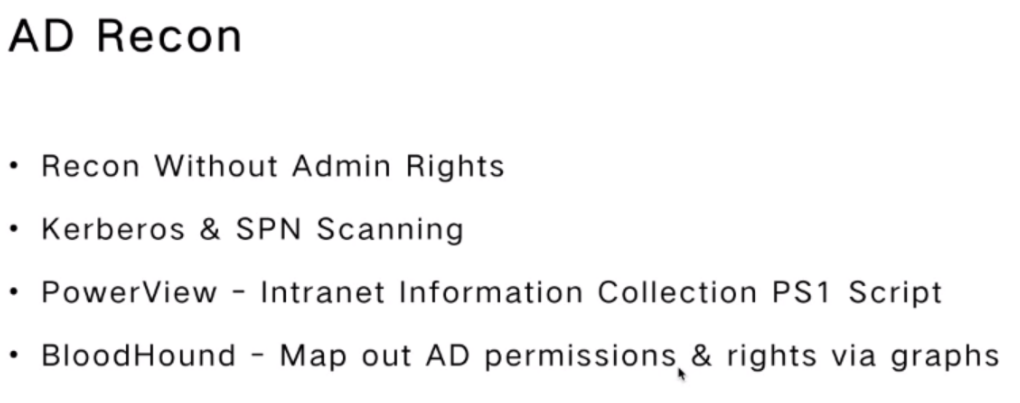 AD Recon
• Recon Without Admin Rights
• Kerberos & SPN Scanning
• PowerView - Intranet Information Collection PS1 Script
• BloodHound - Map out AD permissions & rights via graphs